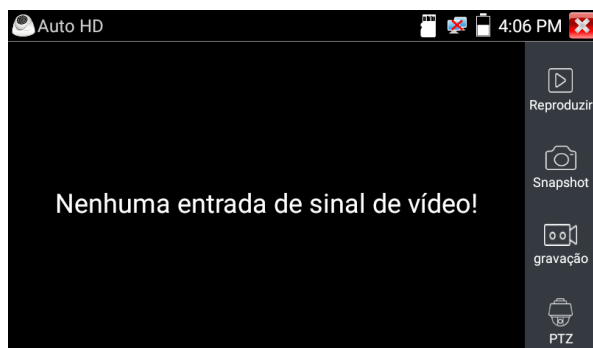 Auto HD
4:06 PM
Nenhuma entrada de sinal de vídeo!
Reproduzir
Snapshot
gravação
PTZ